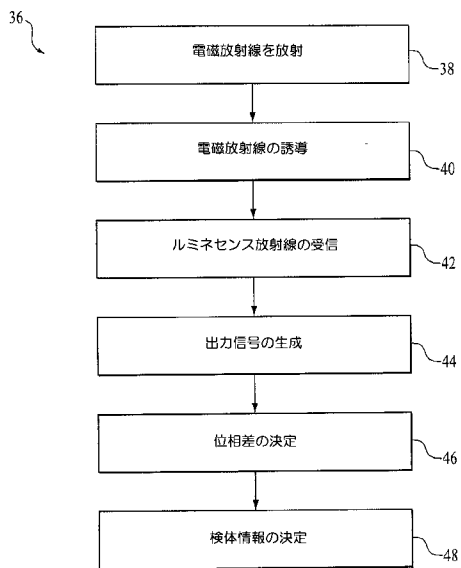 36
電磁放射線を放射
38
電磁放射線の誘導
40
ルミネセンス放射線の受信
42
出力信号の生成
44
位相差の決定
46
検体情報の決定
48